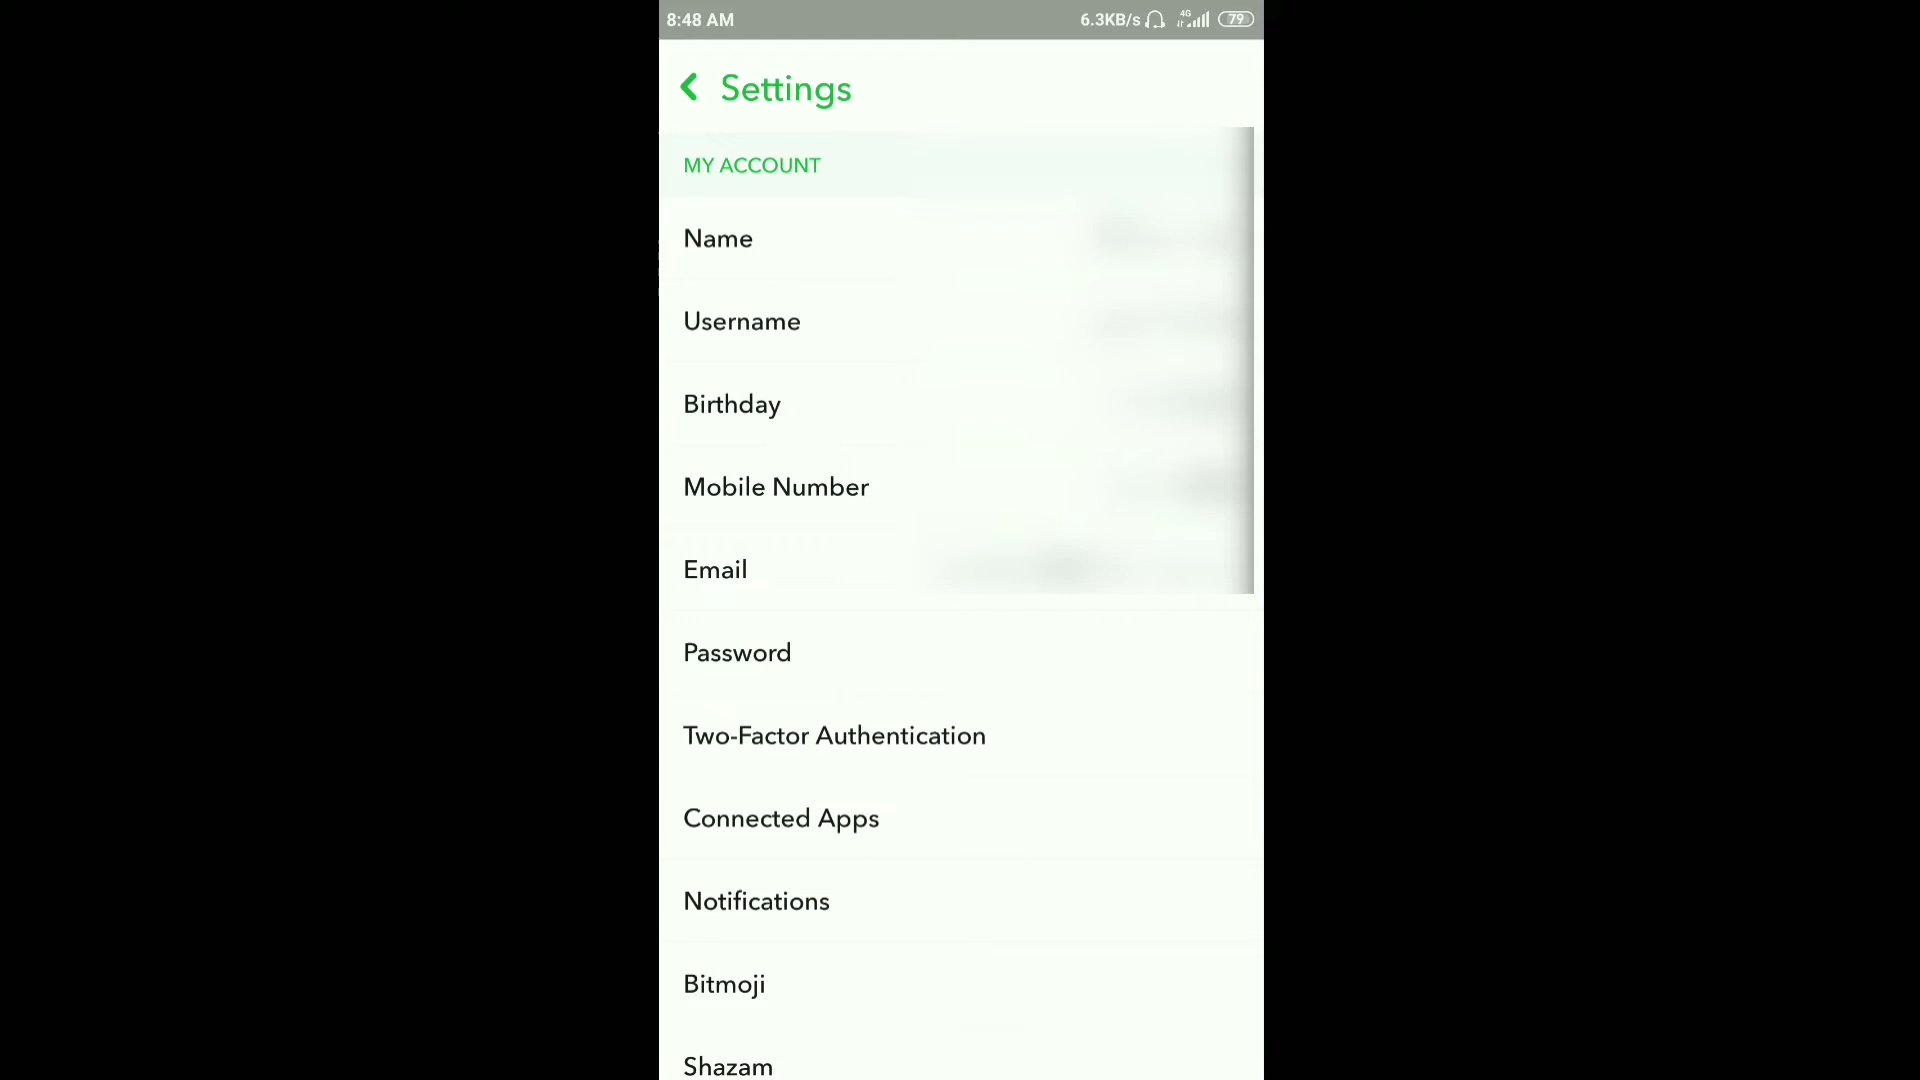 8:48 AM 6.3KB/s 4G 79
Settings
MY ACCOUNT
Name
Username
Birthday
Mobile Number
Email
Password
Two-Factor Authentication
Connected Apps
Notifications
Bitmoji
Shazam